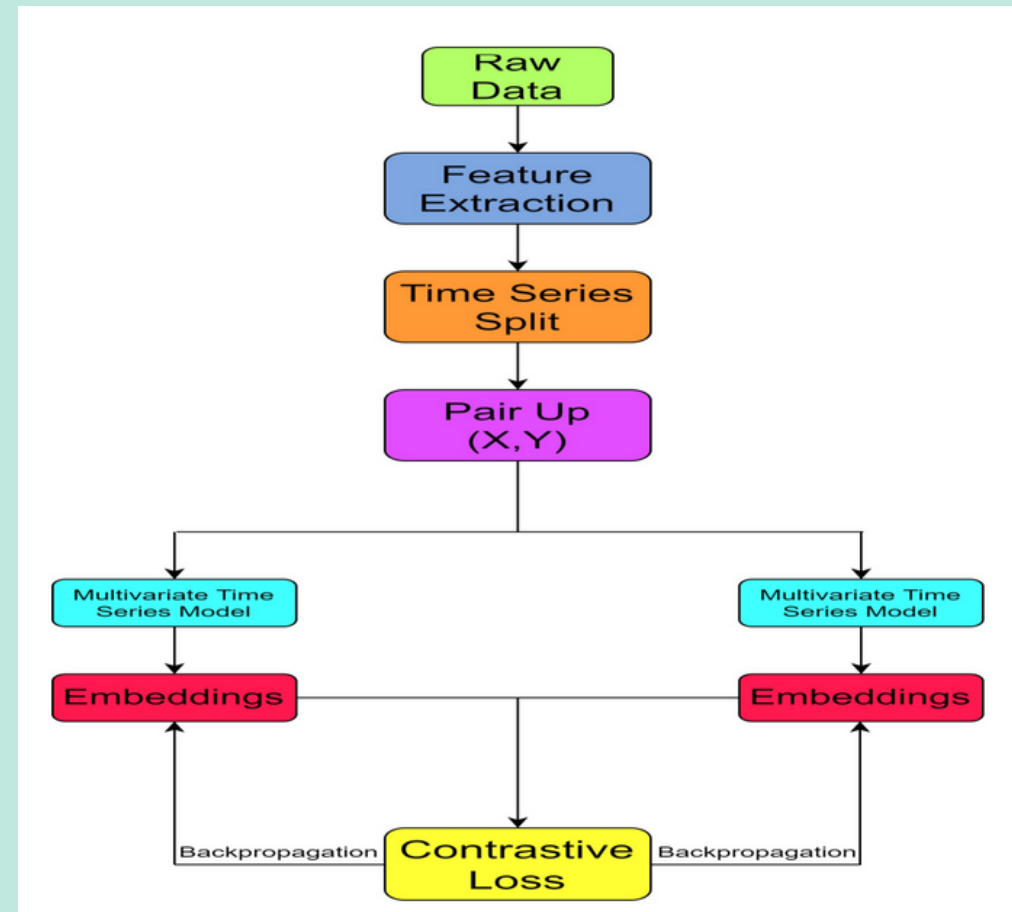 Raw
Data
Feature
Extraction
Time Series
Split
Pair Up
(X,Y)
Multivariate Time
Series Model
Multivariate Time
Series Model
Embeddings
Embeddings
Backpropagation
Contrastive
Loss
Backpropagation